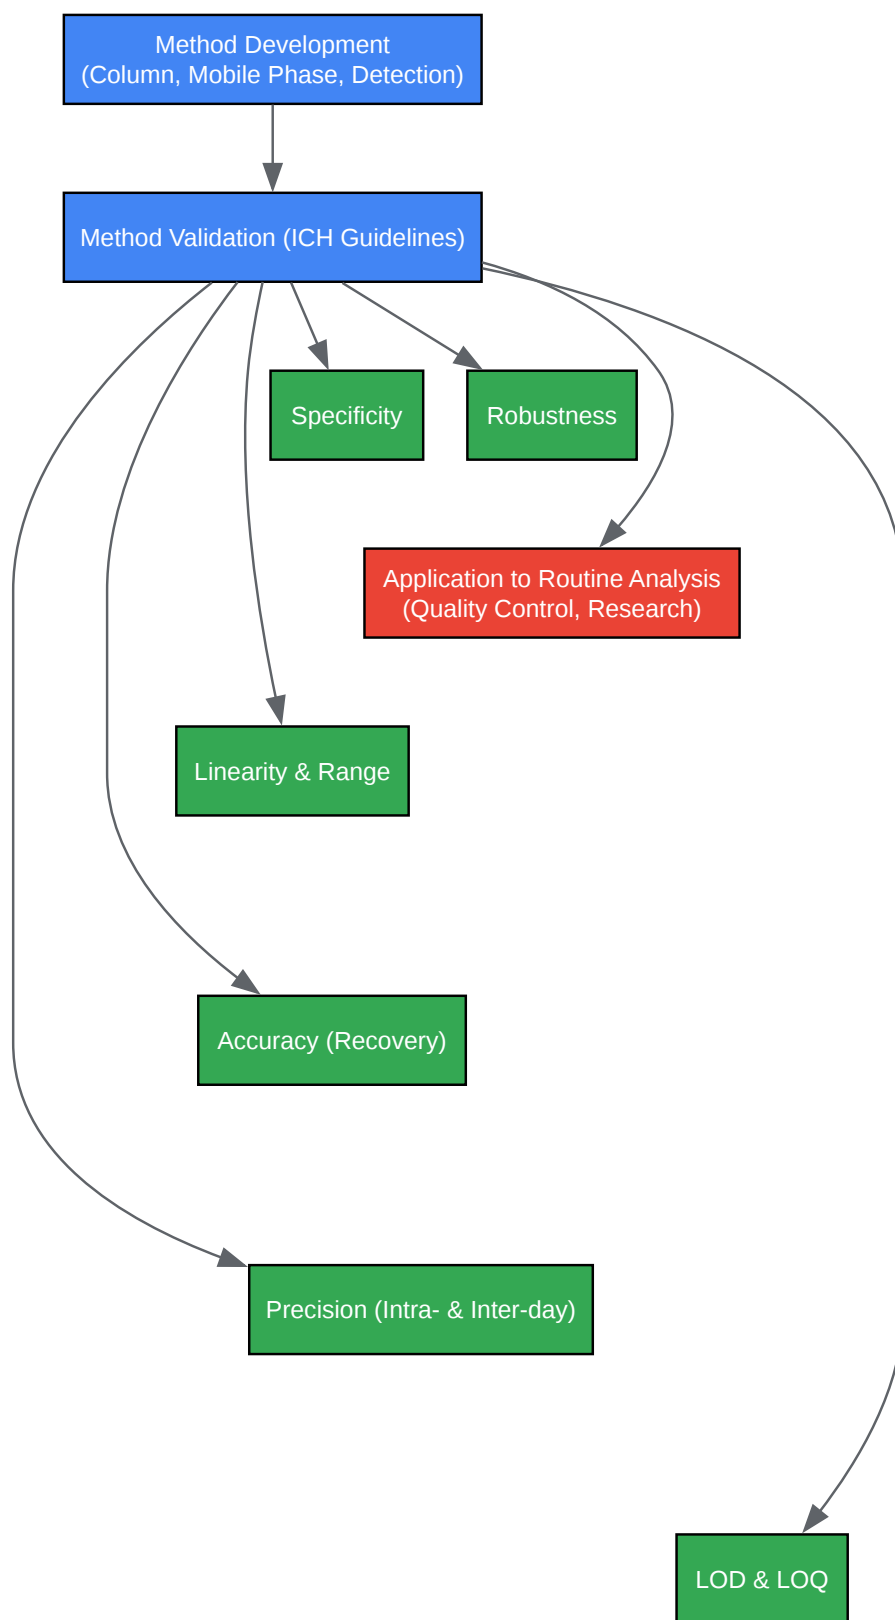 Method Development
(Column, Mobile Phase, Detection)
Method Validation (ICH Guidelines)
Specificity
Robustness
Application to Routine Analysis
(Quality Control, Research)
Linearity & Range
Accuracy (Recovery)
Precision (Intra- & Inter-day)
LOD & LOQ